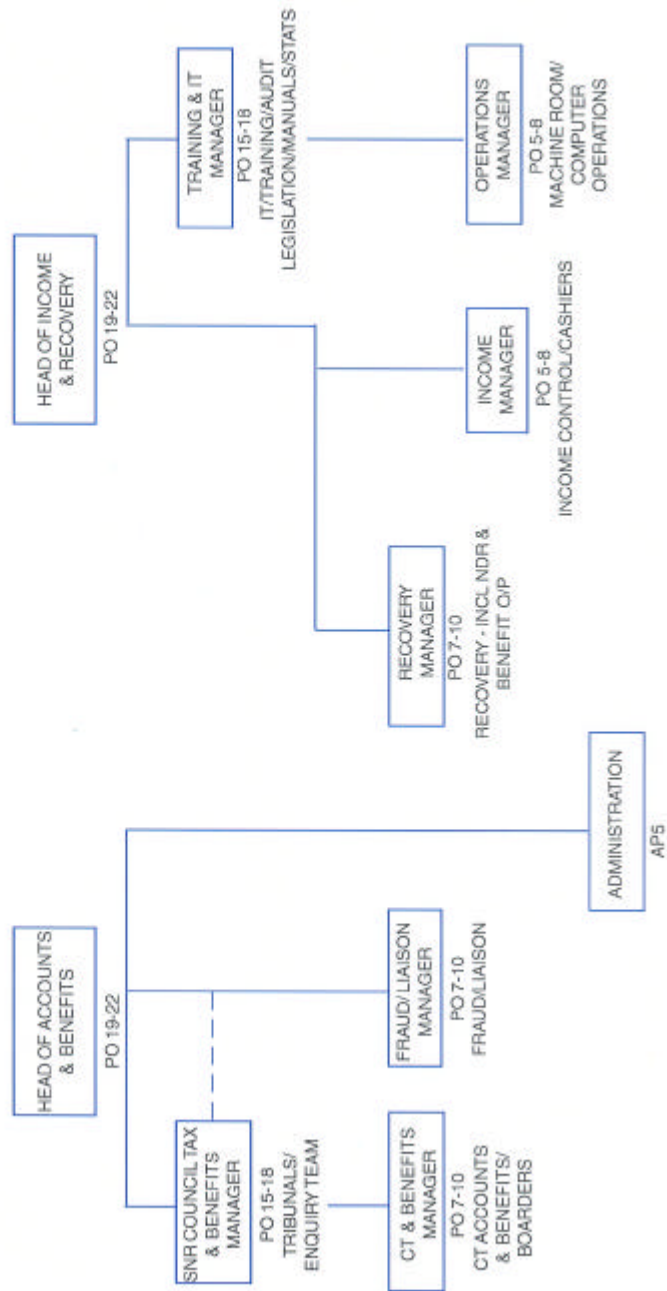 HEAD OF ACCOUNTS
& BENEFITS
PO 19-22
SNR COUNCIL TAX
& BENEFITS
MANAGER
PO 15-18
TRIBUNALS/
ENQUIRY TEAM
CT & BENEFITS
MANAGER
PO 7-10
CT ACCOUNTS
& BENEFITS/
BOARDERS
FRAUD/ LIAISON
MANAGER
PO 7-10
FRAUD/LIAISON
ADMINISTRATION
AP5
HEAD OF INCOME
& RECOVERY
PO 19-22
TRAINING & IT
MANAGER
PO 15-18
IT/TRAINING/AUDIT
LEGISLATION/MANUALS/STATS
RECOVERY
MANAGER
PO 7-10
RECOVERY - INCL NDR &
BENEFIT O/P
INCOME
MANAGER
PO 5-8
INCOME CONTROL/CASHIERS
OPERATIONS
MANAGER
PO 5-8
MACHINE ROOM/
COMPUTER
OPERATIONS